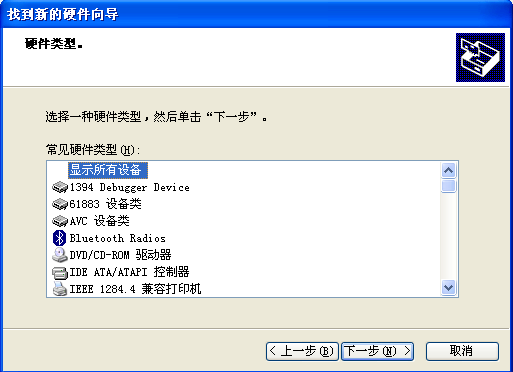 找到新的硬件向导
硬件类型。
选择一种硬件类型，然后单击“下一步”。
常见硬件类型(H):
显示所有设备
1394 Debugger Device
61883 设备类
AVC 设备类
Bluetooth Radios
DVD/CD-ROM 驱动器
IDE ATA/ATAPI 控制器
IEEE 1284.4 兼容打印机
< 上一步(B) 下一步(N) > 取消